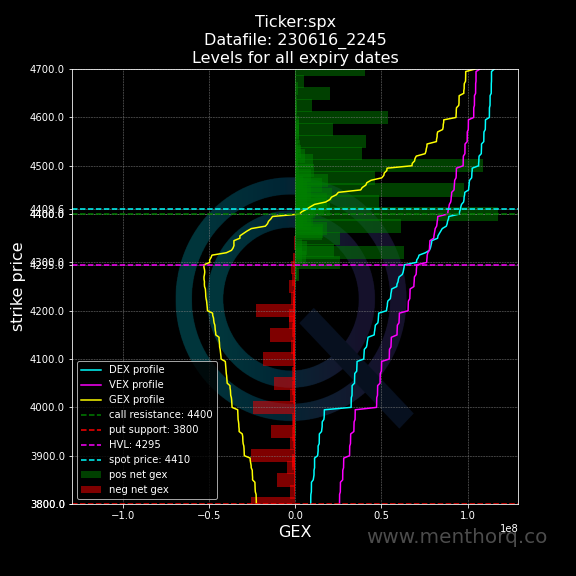 Ticker:spx
Datafile: 230616_2245
Levels for all expiry dates
4700.0
4600.0
4500.0
4409.6
4400.0
4300.0
4295.0
4200.0
4100.0
4000.0
3900.0
3800.0
strike price
DEX profile
VEX profile
GEX profile
call resistance: 4400
put support: 3800
HVL: 4295
spot price: 4410
pos net gex
neg net gex
−1.0 −0.5 0.0 0.5 1.0
1e8
GEX
www.menthorq.co